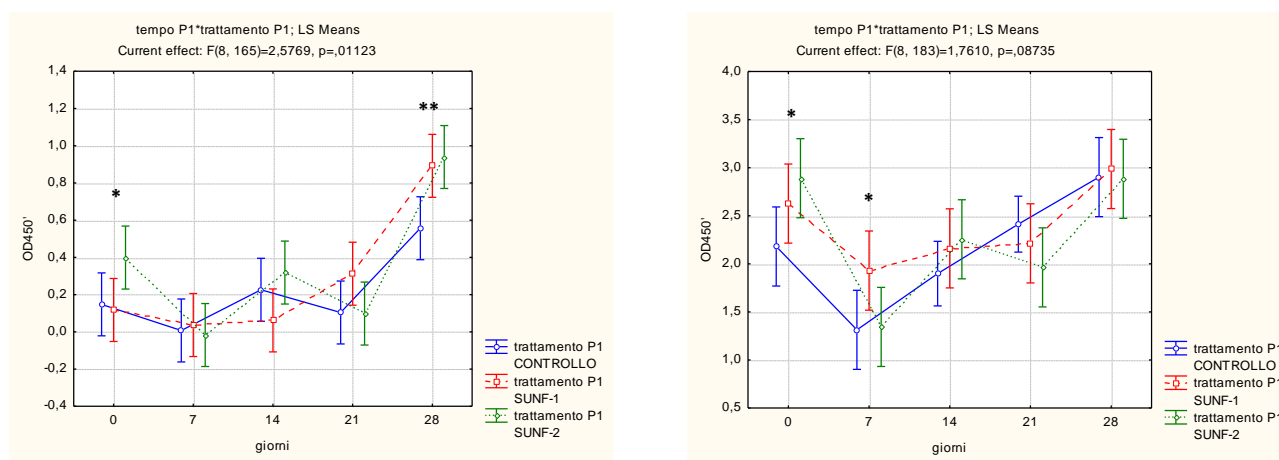 tempo P1*trattamento P1; LS Means
Current effect: F(8, 165)=2,5769, p=,01123
1,4
1,2
1,0
0,8
0,6
0,4
0,2
0,0
-0,2
-0,4
OD450'
*
**
0 7 14 21 28
giorni
trattamento P1
CONTROLLO
trattamento P1
SUNF-1
trattamento P1
SUNF-2
tempo P1*trattamento P1; LS Means
Current effect: F(8, 183)=1,7610, p=,08735
4,0
3,5
3,0
2,5
2,0
1,5
1,0
0,5
OD450'
*
*
0 7 14 21 28
giorni
trattamento P1
CONTROLLO
trattamento P1
SUNF-1
trattamento P1
SUNF-2